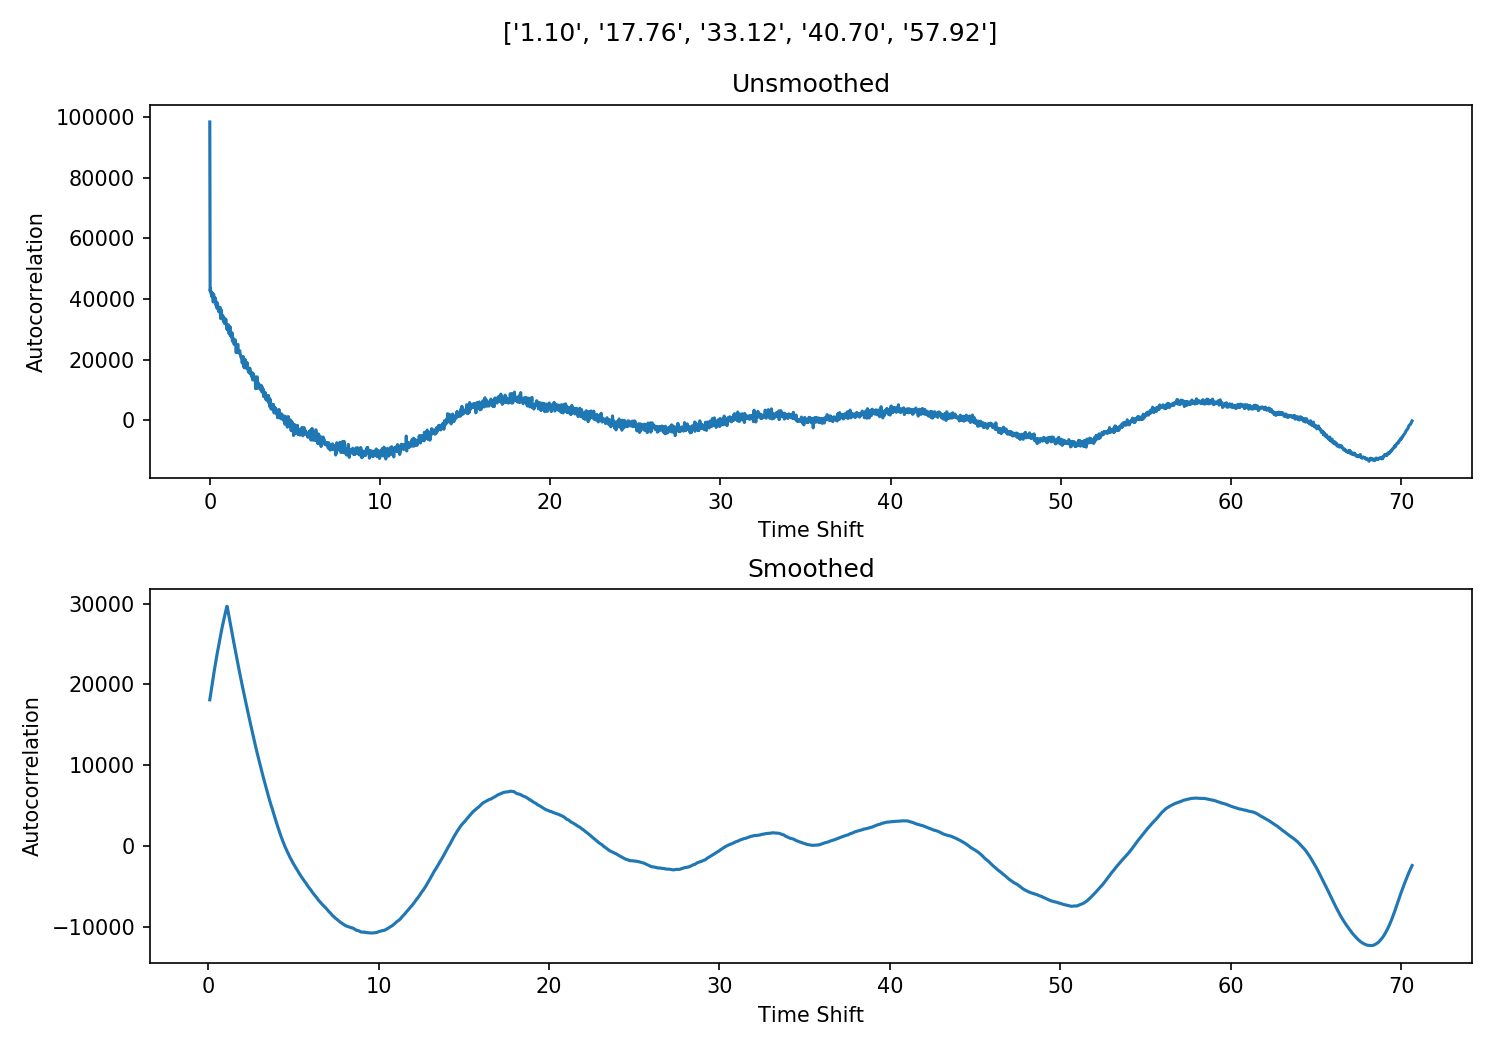 ['1.10', '17.76', '33.12', '40.70', '57.92']
Unsmoothed
Autocorrelation
100000
80000
60000
40000
20000
0
0 10 20 30 40 50 60 70
Time Shift
Smoothed
Autocorrelation
30000
20000
10000
0
−10000
0 10 20 30 40 50 60 70
Time Shift